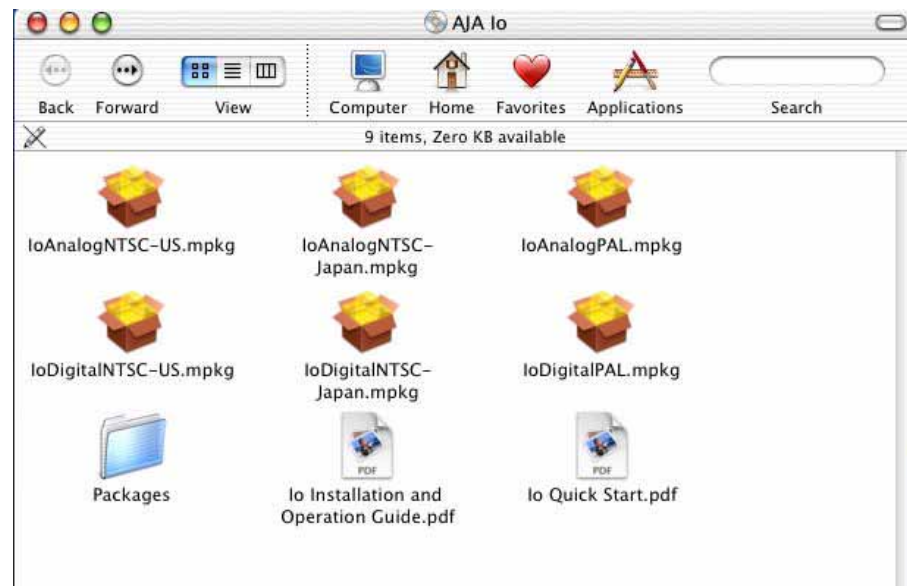 AJA Io
Back Forward View Computer Home Favorites Applications Search
9 items, Zero KB available
IoAnalogNTSC-US.mpkg
IoAnalogNTSC-
Japan.mpkg
IoAnalogPAL.mpkg
IoDigitalNTSC-US.mpkg
IoDigitalNTSC-
Japan.mpkg
IoDigitalPAL.mpkg
Packages
PDF
Io Installation and
Operation Guide.pdf
PDF
Io Quick Start.pdf